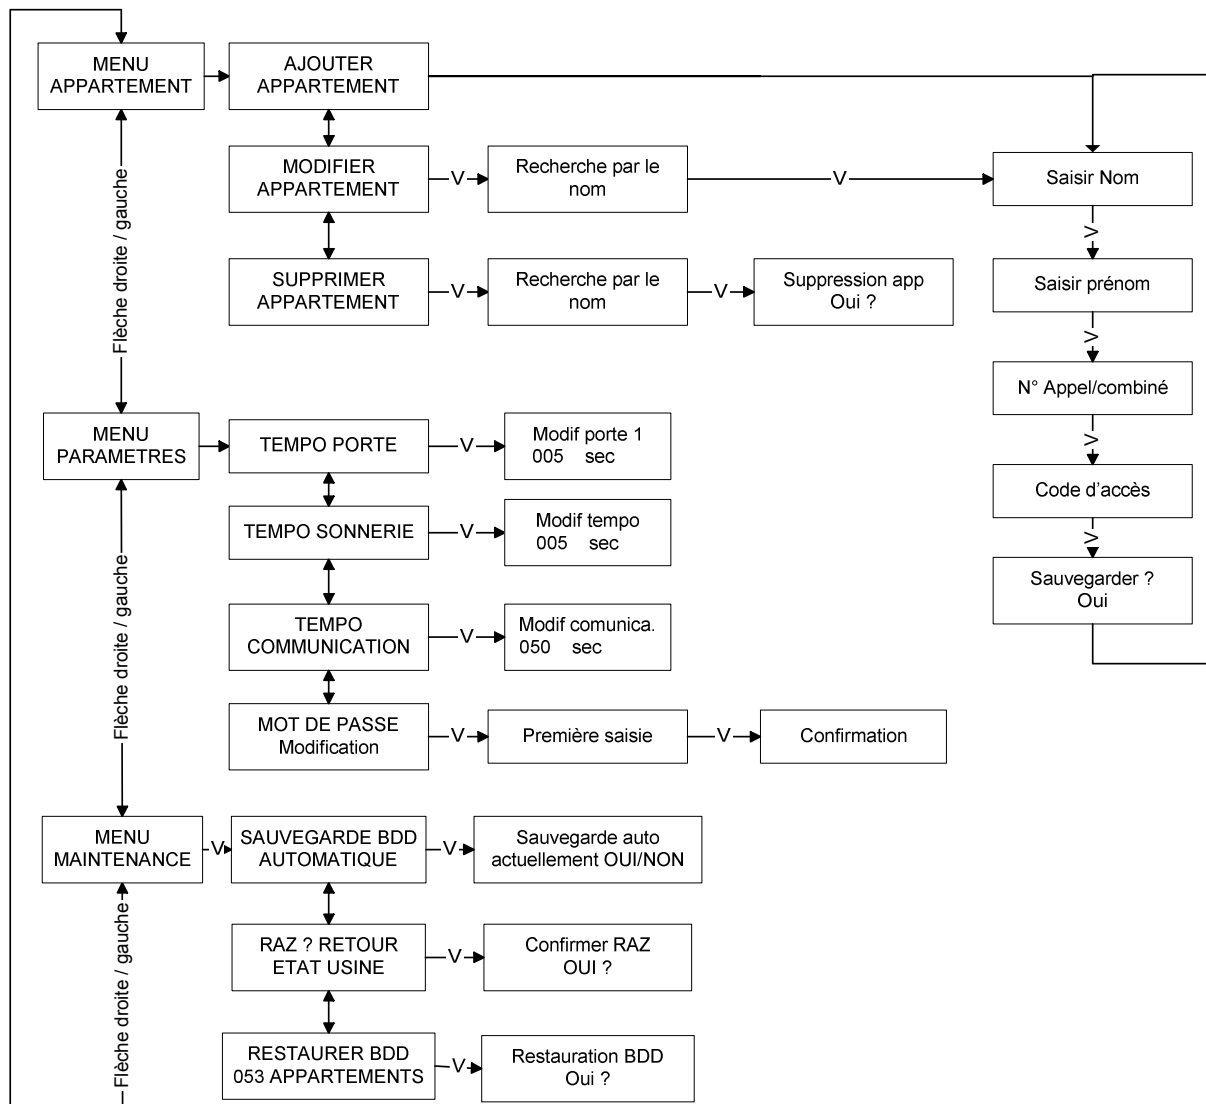 MENU
APPARTEMENT
AJOUTER
APPARTEMENT
MODIFIER
APPARTEMENT
V
Recherche par le
nom
V
Saisir Nom
V
SUPPRIMER
APPARTEMENT
V
Recherche par le
nom
V
Suppression app
Oui ?
Saisir prénom
V
N° Appel/combiné
V
Code d'accès
V
Sauvegarder ?
Oui
Flèche droite / gauche
MENU
PARAMETRES
TEMPO PORTE
V
Modif porte 1
005 sec
TEMPO SONNERIE
V
Modif tempo
005 sec
TEMPO
COMMUNICATION
V
Modif comunica.
050 sec
MOT DE PASSE
Modification
V
Première saisie
V
Confirmation
Flèche droite / gauche
MENU
MAINTENANCE
V
SAUVEGARDE BDD
AUTOMATIQUE
V
Sauvegarde auto
actuellement OUI/NON
RAZ ? RETOUR
ETAT USINE
V
Confirmer RAZ
OUI ?
RESTAURER BDD
053 APPARTEMENTS
V
Restauration BDD
Oui ?
Flèche droite / gauche